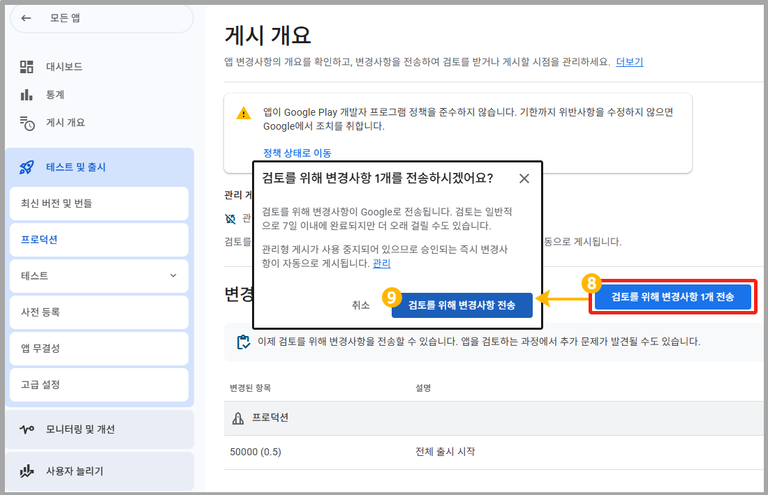 모든 앱
대시보드
통계
게시 개요
테스트 및 출시
최신 버전 및 번들
프로덕션
테스트
사전 등록
앱 무결성
고급 설정
모니터링 및 개선
사용자 늘리기
게시 개요
앱 변경사항의 개요를 확인하고, 변경사항을 전송하여 검토를 받거나 게시할 시점을 관리하세요. 더보기
앱이 Google Play 개발자 프로그램 정책을 준수하지 않습니다. 기한까지 위반사항을 수정하지 않으면
Google에서 조치를 취합니다.
정책 상태로 이동
관리 게
관
검토를
동으로 게시됩니다.
검토를 위해 변경사항 1개를 전송하시겠어요?
검토를 위해 변경사항이 Google로 전송됩니다. 검토는 일반적
으로 7일 이내에 완료되지만 더 오래 걸릴 수도 있습니다.
관리형 게시가 사용 중지되어 있으므로 승인되는 즉시 변경사
항이 자동으로 게시됩니다. 관리
취소
9 검토를 위해 변경사항 전송
변경
8 검토를 위해 변경사항 1개 전송
이제 검토를 위해 변경사항을 전송할 수 있습니다. 앱을 검토하는 과정에서 추가 문제가 발견될 수도 있습니다.
변경된 항목 설명
프로덕션
50000 (0.5) 전체 출시 시작